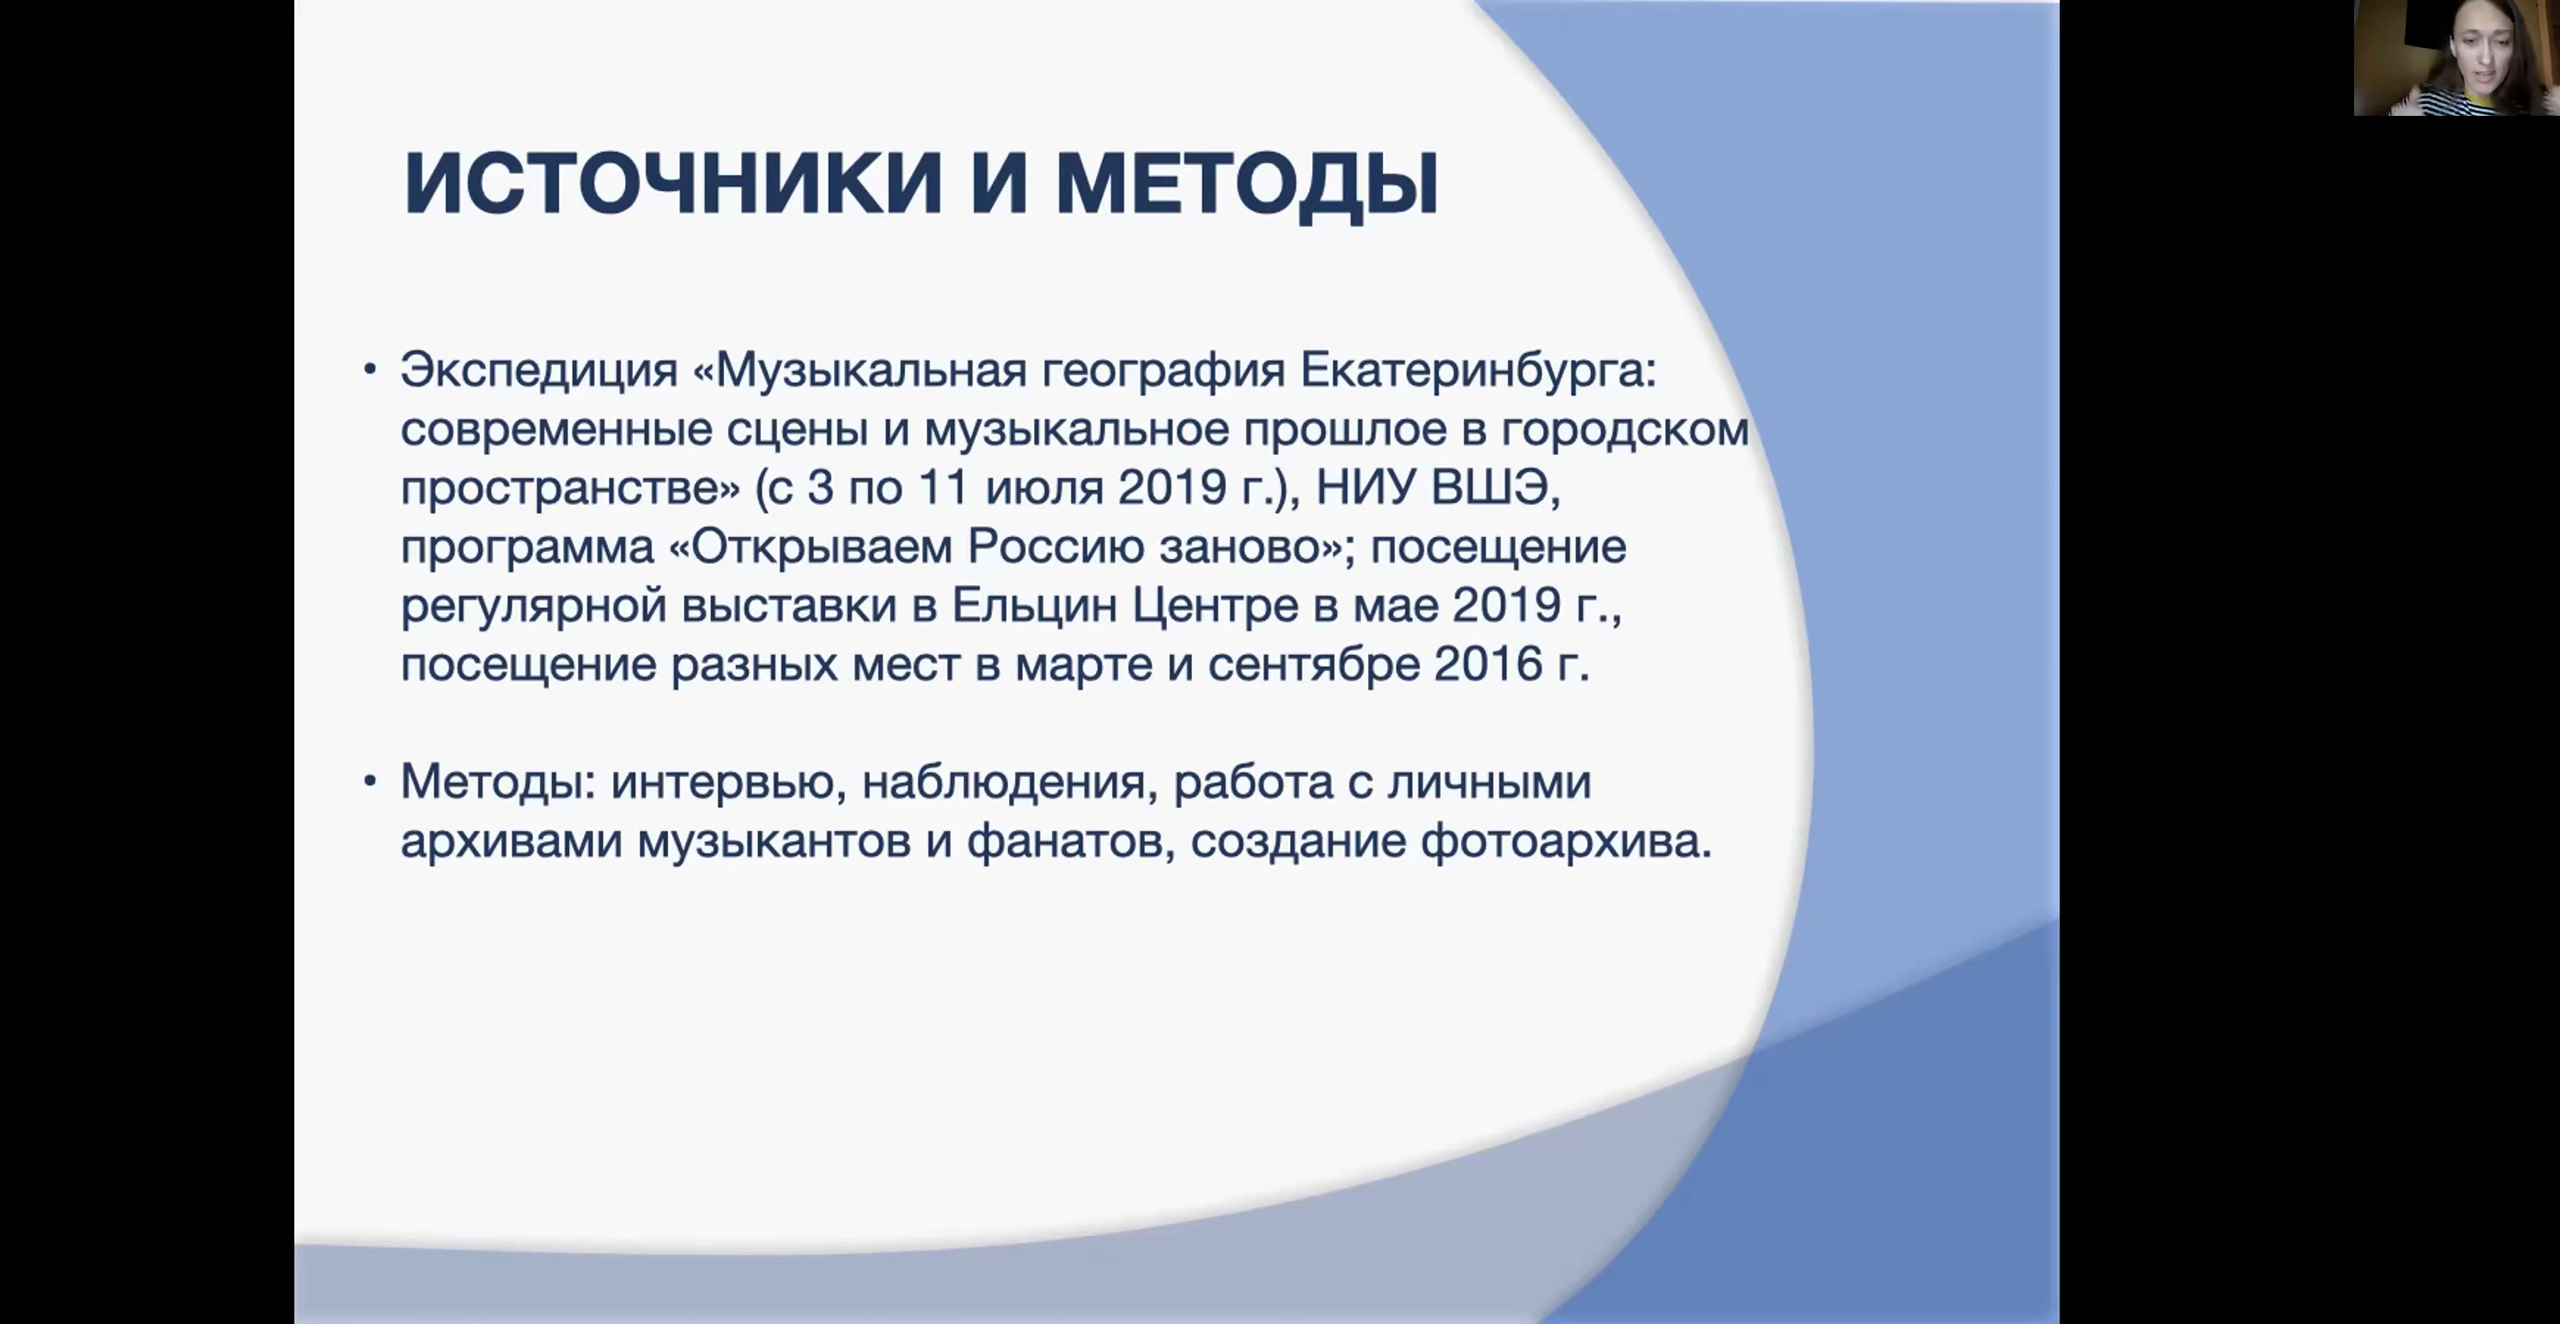 ИСТОЧНИКИ И МЕТОДЫ
• Экспедиция «Музыкальная география Екатеринбурга:
современные сцены и музыкальное прошлое в городском
пространстве» (с 3 по 11 июля 2019 г.), НИУ ВШЭ,
программа «Открываем Россию заново»; посещение
регулярной выставки в Ельцин Центре в мае 2019 г.,
посещение разных мест в марте и сентябре 2016 г.
• Методы: интервью, наблюдения, работа с личными
архивами музыкантов и фанатов, создание фотоархива.